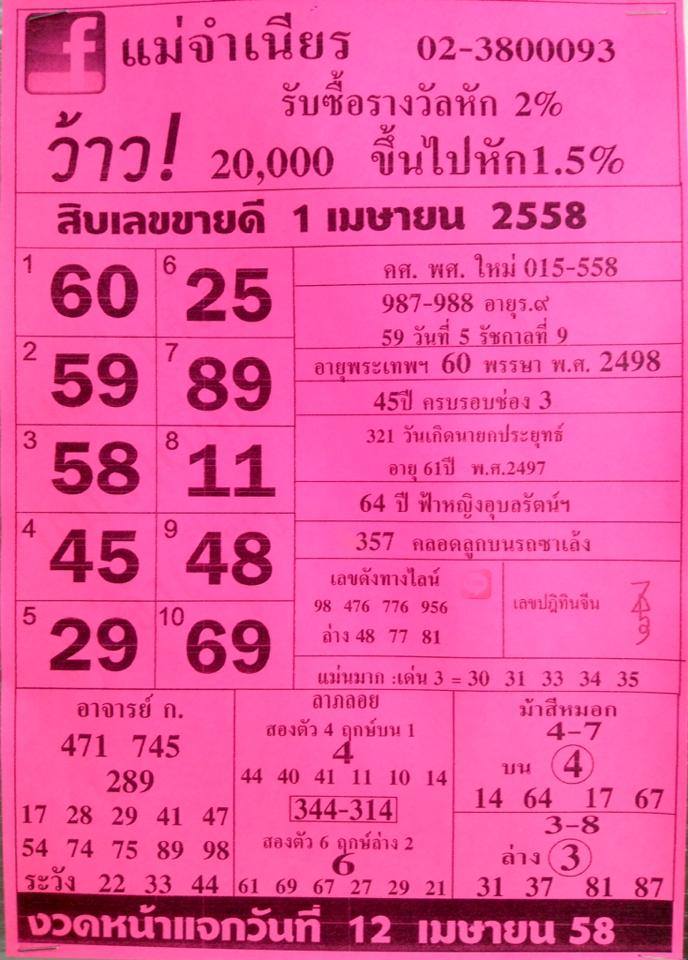 f แม่จำเนียร 02-3800093
รับซื้อรางวัลหัก 2%
ว้าว! 20,000 ขึ้นไปหัก1.5%
สิบเลขขายดี 1 เมษายน 2558
1 60 6 25
2 59 7 89
3 58 8 11
4 45 9 48
5 29 10 69
คศ. พศ. ใหม่ 015-558
987-988 อายุร.๙
59 วันที่ 5 รัชกาลที่ 9
อายุพระเทพฯ 60 พรรษา พ.ศ. 2498
45ปี ครบรอบช่อง 3
321 วันเกิดนายกประยุทธ์
อายุ 61ปี พ.ศ.2497
64 ปี ฟ้าหญิงอุบลรัตน์ฯ
357 คลอดลูกบนรถซาเล้ง
เลขดังทางไลน์
98 476 776 956
ล่าง 48 77 81
เลขปฎิทินจีน
แม่นมาก :เด่น 3 = 30 31 33 34 35
อาจารย์ ก.
471 745
289
17 28 29 41 47
54 74 75 89 98
ระวัง 22 33 44
ลาภลอย
สองตัว 4 ฤกษ์บน 1
4
44 40 41 11 10 14
344-314
สองตัว 6 ฤกษ์ล่าง 2
6
61 69 67 27 29 21
ม้าสีหมอก
4-7
บน 4
14 64 17 67
3-8
ล่าง 3
31 37 81 87
งวดหน้าแจกวันที่ 12 เมษายน 58